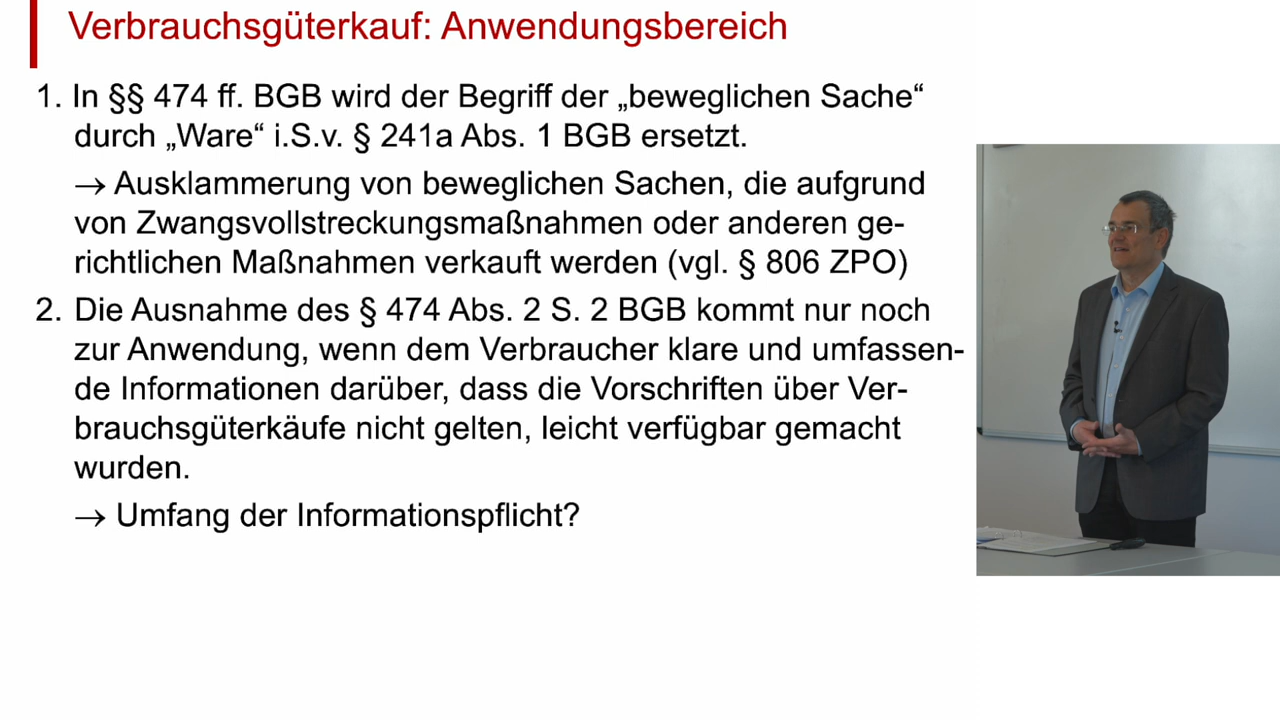 Verbrauchsgüterkauf: Anwendungsbereich
1. In §§ 474 ff. BGB wird der Begriff der „beweglichen Sache“
durch „Ware“ i.S.v. § 241a Abs. 1 BGB ersetzt.
→ Ausklammerung von beweglichen Sachen, die aufgrund
von Zwangsvollstreckungsmaßnahmen oder anderen ge-
richtlichen Maßnahmen verkauft werden (vgl. § 806 ZPO)
2. Die Ausnahme des § 474 Abs. 2 S. 2 BGB kommt nur noch
zur Anwendung, wenn dem Verbraucher klare und umfassen-
de Informationen darüber, dass die Vorschriften über Ver-
brauchsgüterkäufe nicht gelten, leicht verfügbar gemacht
wurden.
→ Umfang der Informationspflicht?